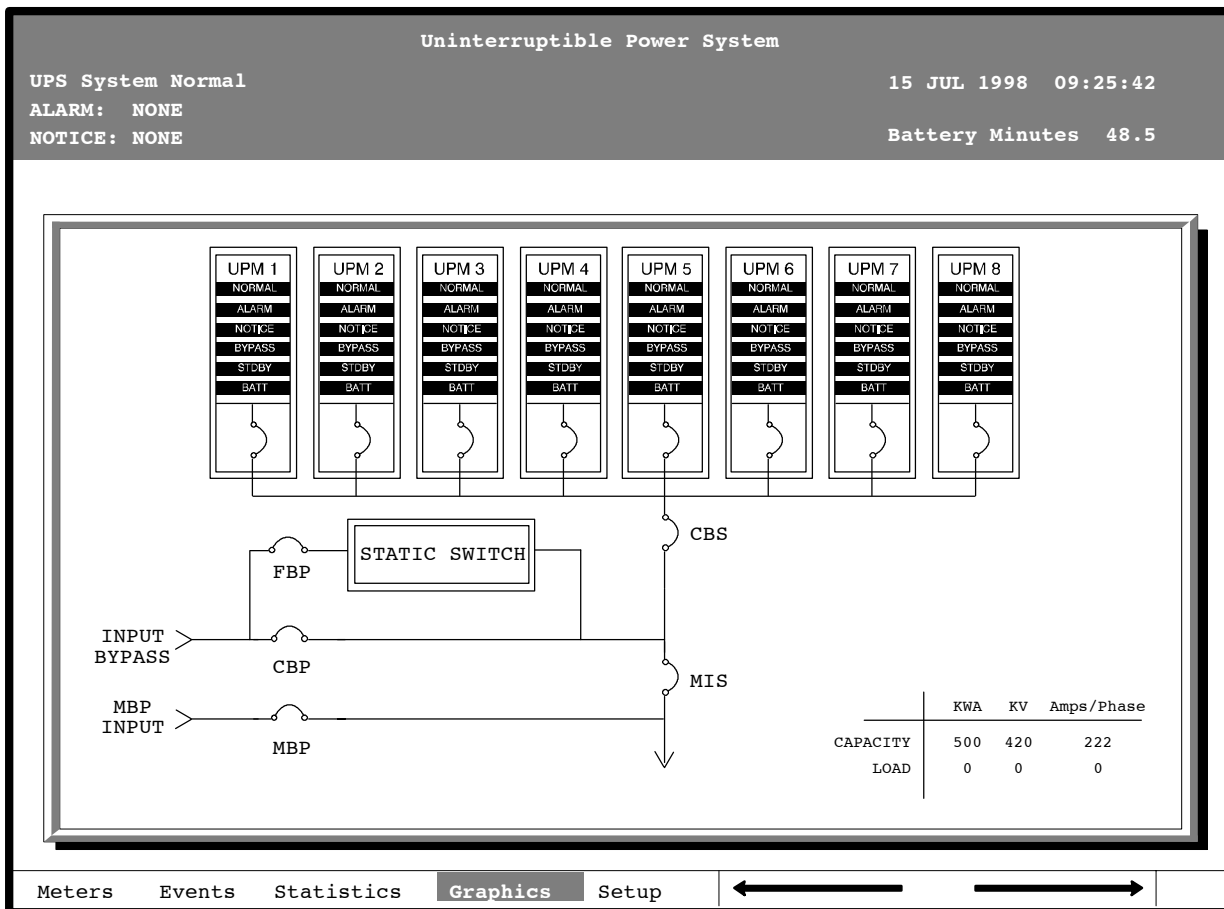 Uninterruptible Power System
UPS System Normal 15 JUL 1998 09:25:42
ALARM: NONE
NOTICE: NONE Battery Minutes 48.5
UPM 1 UPM 2 UPM 3 UPM 4 UPM 5 UPM 6 UPM 7 UPM 8
NORMAL NORMAL NORMAL NORMAL NORMAL NORMAL NORMAL NORMAL
ALARM ALARM ALARM ALARM ALARM ALARM ALARM ALARM
NOTICE NOTICE NOTICE NOTICE NOTICE NOTICE NOTICE NOTICE
BYPASS BYPASS BYPASS BYPASS BYPASS BYPASS BYPASS BYPASS
STDBY STDBY STDBY STDBY STDBY STDBY STDBY STDBY
BATT BATT BATT BATT BATT BATT BATT BATT
CBS
STATIC SWITCH
FBP
INPUT
BYPASS
CBP
MIS
MBP
INPUT
MBP
KWA KV Amps/Phase
CAPACITY 500 420 222
LOAD 0 0 0
Meters Events Statistics Graphics Setup